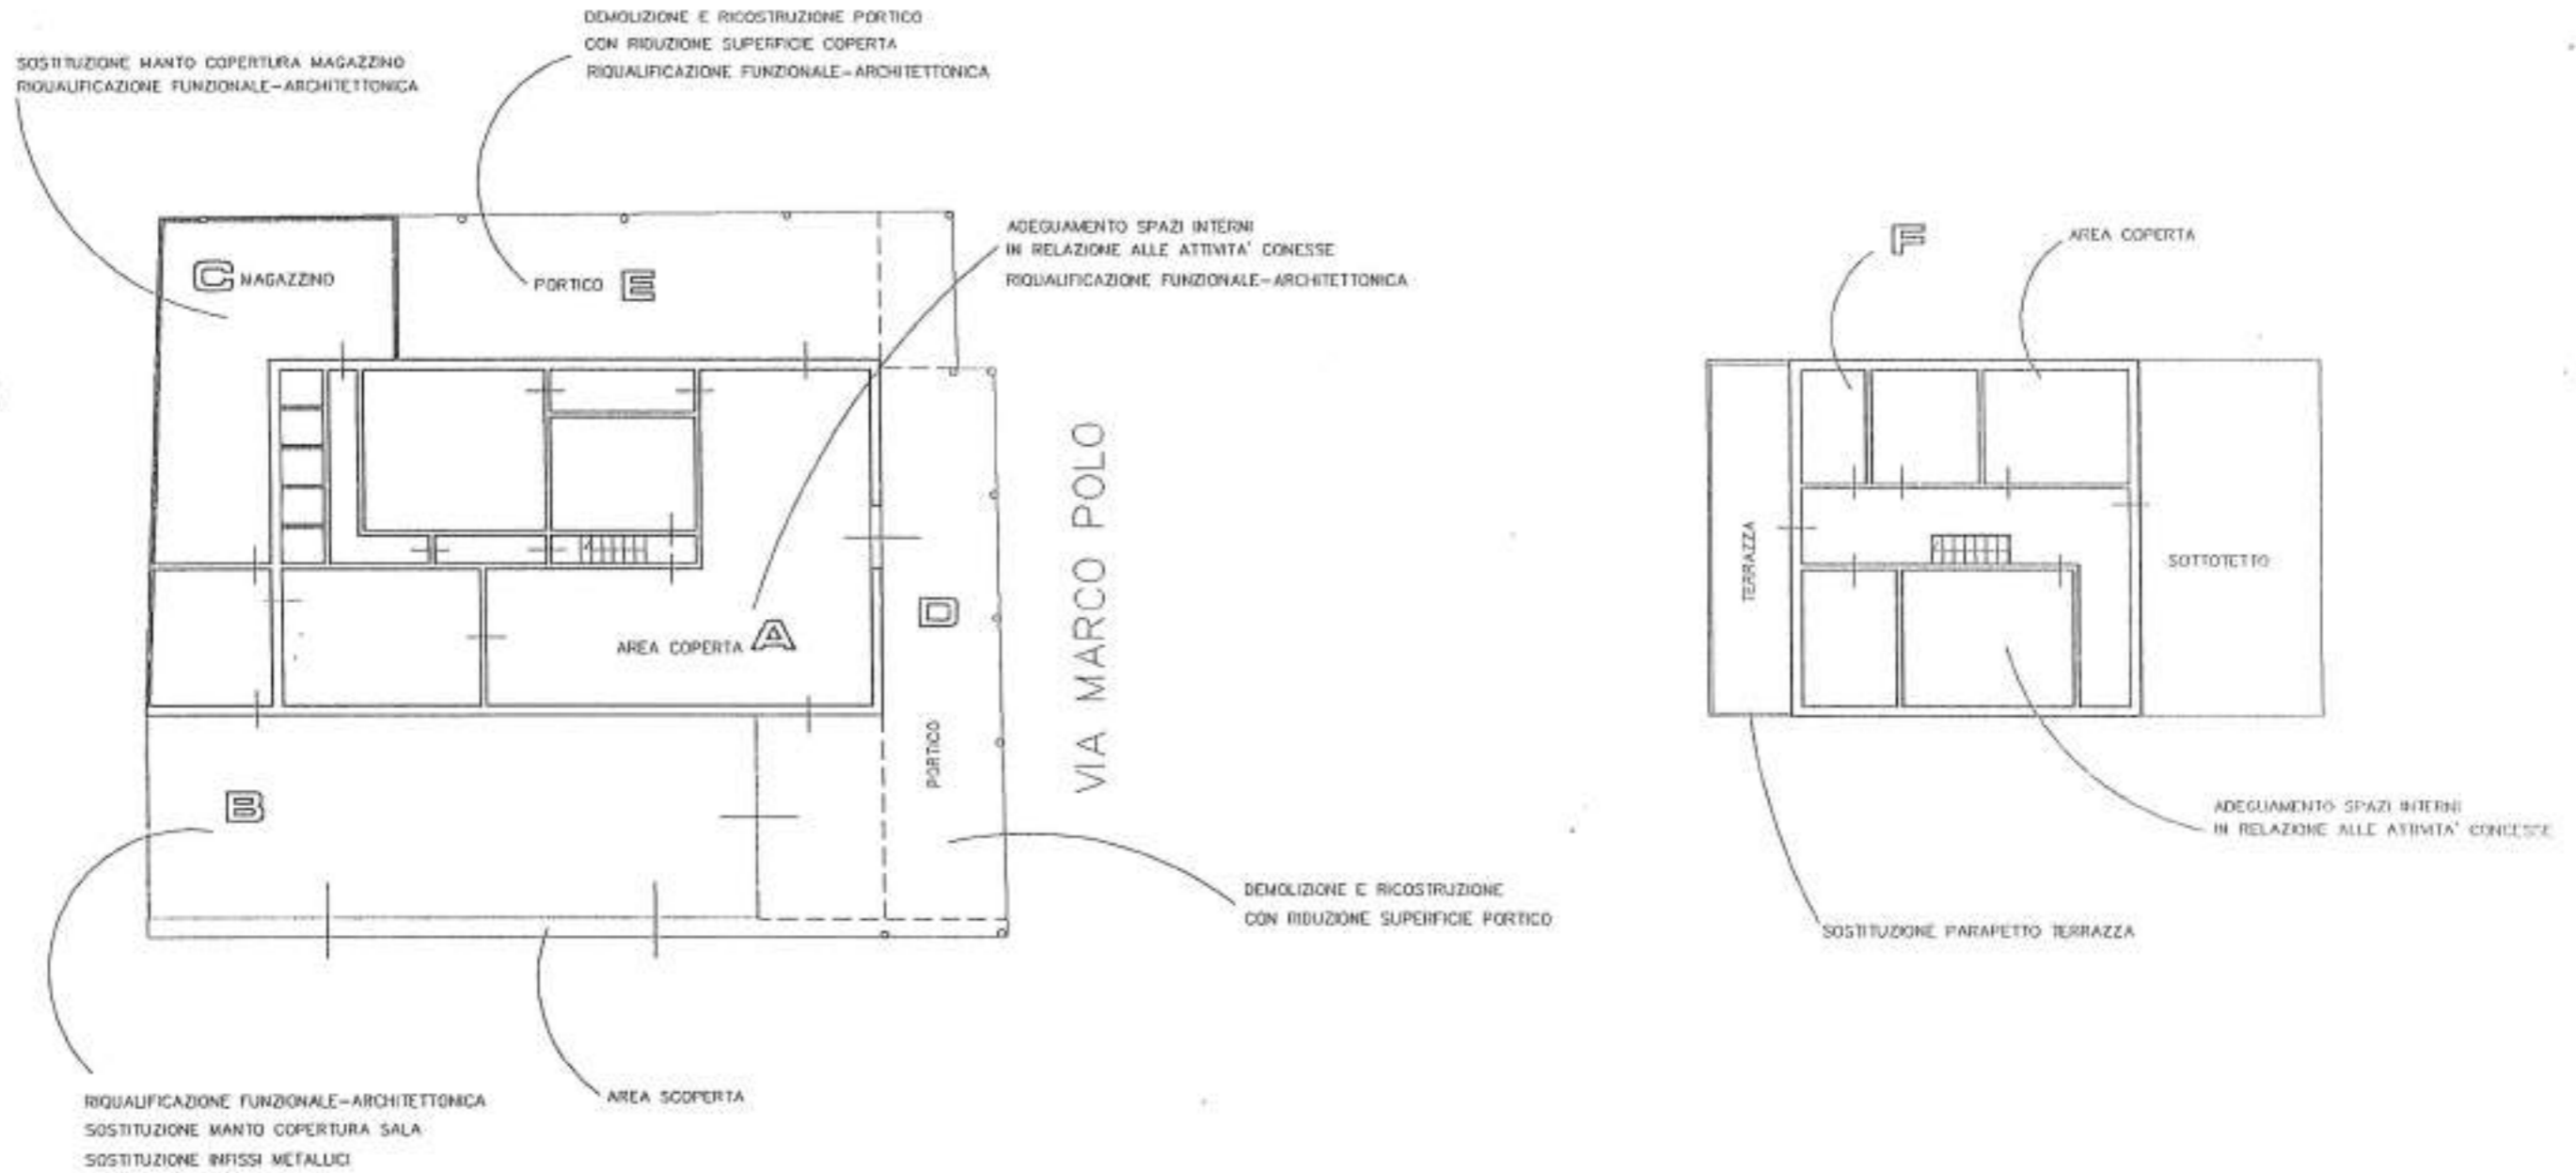 DEMOLIZIONE E RICOSTRUZIONE PORTICO
CON RIDUZIONE SUPERFICIE COPERTA
RIQUALIFICAZIONE FUNZIONALE-ARCHITETTONICA
SOSTITUZIONE MANTO COPERTURA MAGAZZINO
RIQUALIFICAZIONE FUNZIONALE-ARCHITETTONICA
ADEGUAMENTO SPAZI INTERNI
IN RELAZIONE ALLE ATTIVITA' CONESSE
RIQUALIFICAZIONE FUNZIONALE-ARCHITETTONICA
C MAGAZZINO
PORTICO E
AREA COPERTA A
D
PORTICO
VIA MARCO POLO
B
DEMOLIZIONE E RICOSTRUZIONE
CON RIDUZIONE SUPERFICIE PORTICO
RIQUALIFICAZIONE FUNZIONALE-ARCHITETTONICA
SOSTITUZIONE MANTO COPERTURA SALA
SOSTITUZIONE INFISSI METALLICI
AREA SCOPERTA
F
AREA COPERTA
TERRAZZA
SOTTOTETTO
ADEGUAMENTO SPAZI INTERNI
IN RELAZIONE ALLE ATTIVITA' CONCESSE
SOSTITUZIONE PARAPETTO TERRAZZA